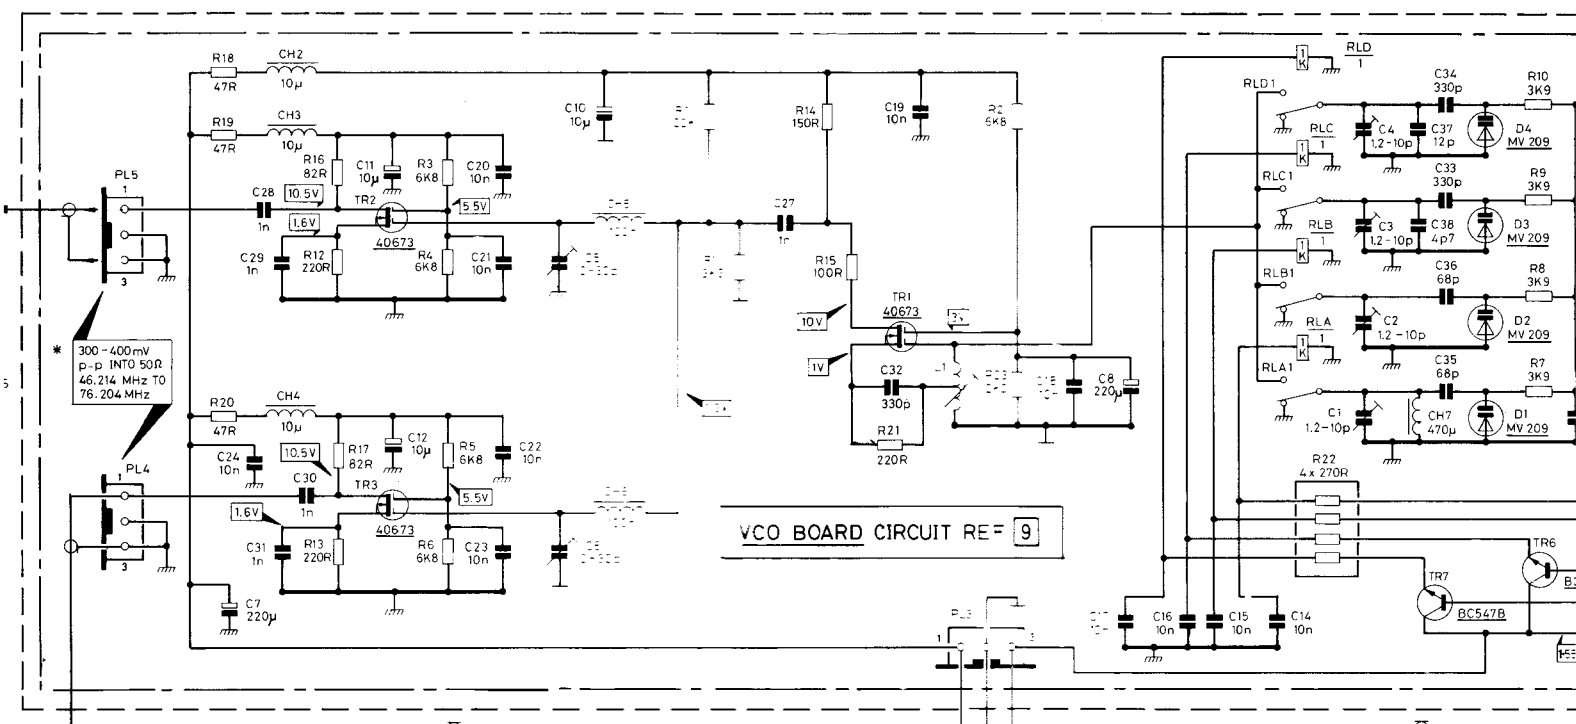 R18
47R
CH2
10µ
R19
47R
CH3
10µ
R16
82R
C11
10µ
R3
6K8
C20
10n
C10
10µ
R14
150R
C19
10n
R2
RLD
1
1
K
RLD1
C34
330p
R10
3K9
C4
1.2-10p
C37
12p
D4
MV 209
RLC
1
1
K
PL5
1
3
C28
1n
10.5V
TR2
40673
5.5V
1.6V
C29
1n
R12
220R
R4
6K8
C21
10n
C27
1n
R15
100R
RLC1
C33
330p
R9
3K9
C3
1.2-10p
C38
4p7
D3
MV 209
RLB
1
1
K
RLB1
C36
68p
R8
3K9
C2
1.2-10p
D2
MV 209
RLA
1
1
K
RLA1
C35
68p
R7
3K9
C1
1.2-10p
CH7
470µ
D1
MV 209
10V
TR1
40673
1V
C32
330p
R21
220R
C8
220µ
*
300-400mV
p-p INTO 50Ω
46.214 MHz TO
76.204 MHz
R20
47R
CH4
10µ
C24
10n
10.5V
R17
82R
C12
10µ
R5
6K8
C22
10n
PL4
1
3
C30
1n
TR3
40673
5.5V
1.6V
C31
1n
R13
220R
R6
6K8
C23
10n
C7
220µ
VCO BOARD CIRCUIT REF 9
R22
4x 270R
TR6
TR7
BC547B
C16
10n
C15
10n
C14
10n
1
3